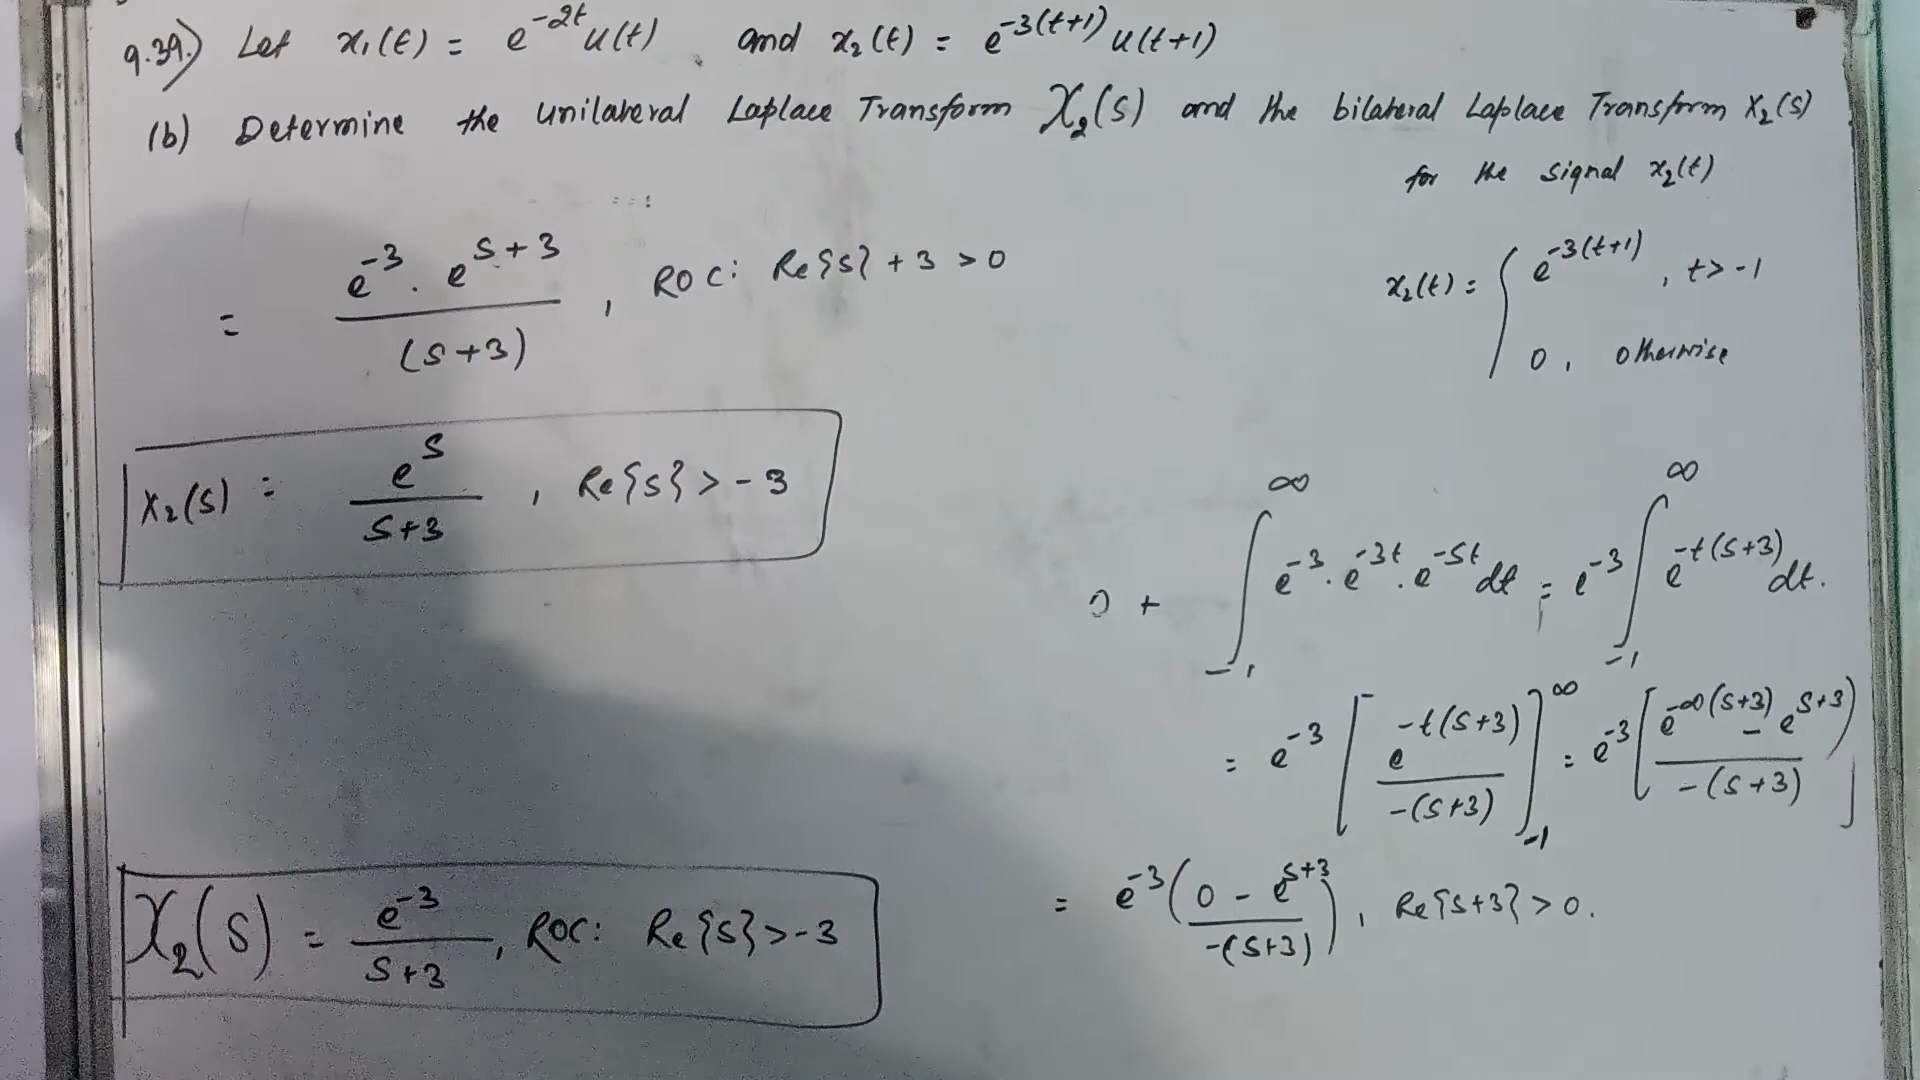 9.39.) Let x₁(t) = e^{-2t} u(t) and x₂(t) = e^{-3(t+1)} u(t+1)
(b) Determine the unilateral Laplace Transform 𝒳₂(s) and the bilateral Laplace Transform X₂(s)
for the signal x₂(t)
= e^{-3} . e^{s+3} / (s+3) , ROC: Re{s} + 3 > 0
X₂(s) = e^{s} / s+3 , Re{s} > -3
𝒳₂(s) = e^{-3} / s+3 , ROC: Re{s} > -3
x₂(t) = { e^{-3(t+1)} , t > -1
0 , otherwise
0 + ∫_{-1}^{∞} e^{-3} . e^{-3t} . e^{-st} dt = e^{-3} ∫_{-1}^{∞} e^{-t(s+3)} dt.
= e^{-3} [ e^{-t(s+3)} / -(s+3) ]_{-1}^{∞} = e^{-3} [ e^{-∞(s+3)} - e^{s+3} / -(s+3) ]
= e^{-3} ( 0 - e^{s+3} / -(s+3) ) , Re{s+3} > 0.